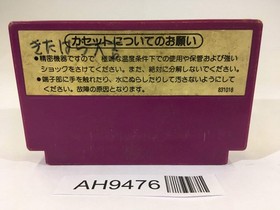 カセットについてのお願い
●精密機器ですので、極端な温度条件下での使用や保管および強い
ショックをさけてください。また、絶対に分解しないでください。
●端子部に手を触れたり、水にぬらしたりして汚さないようにして
ください。故障の原因となります。
AH9476